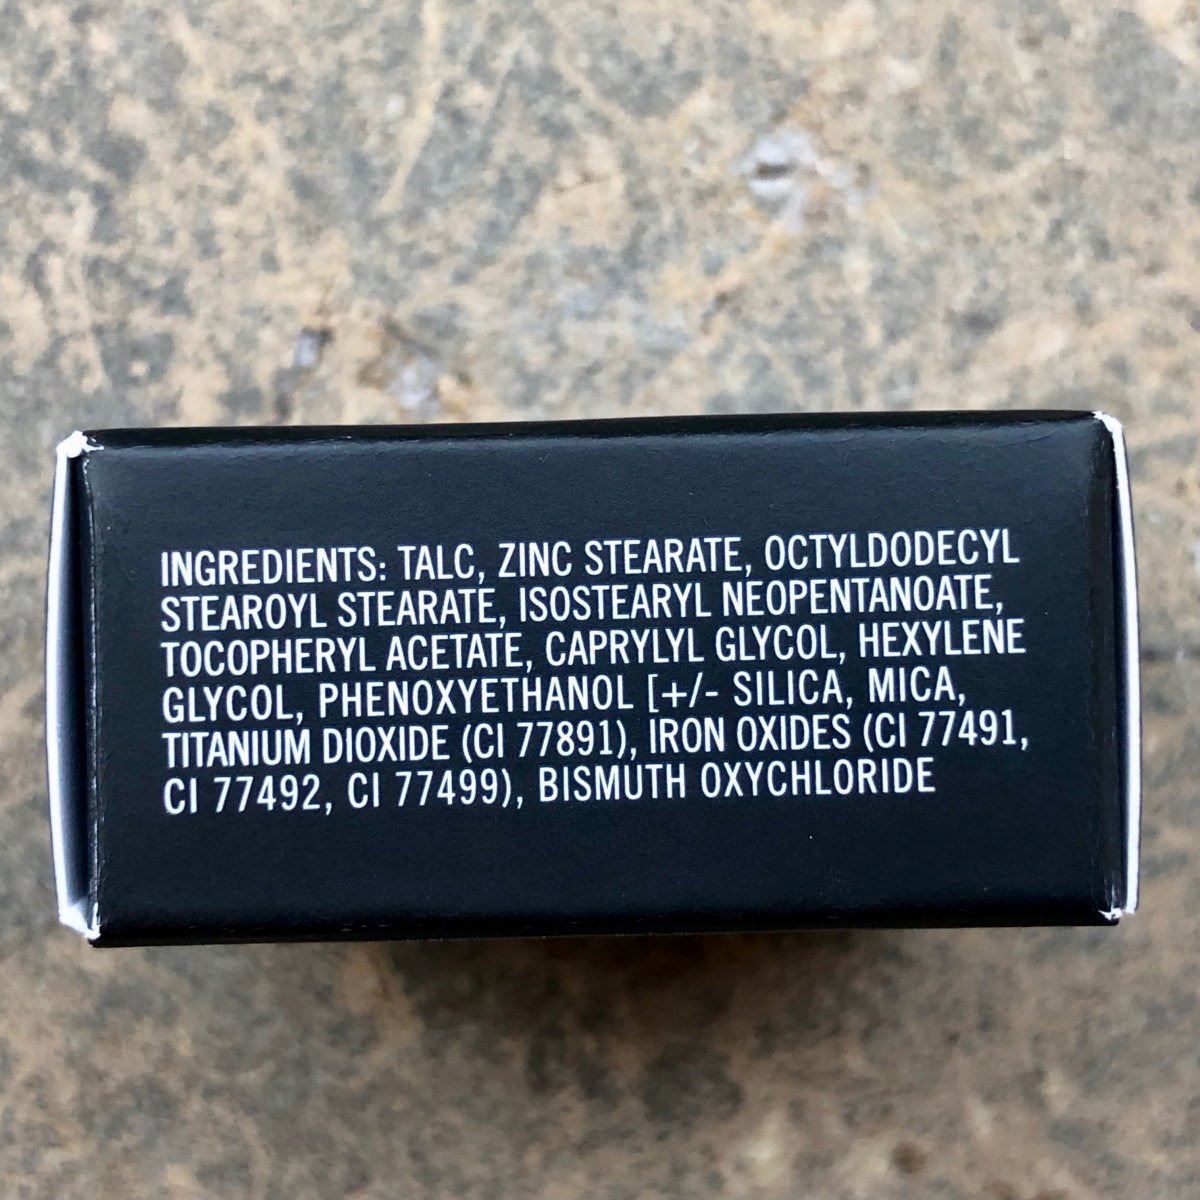 INGREDIENTS: TALC, ZINC STEARATE, OCTYLDODECYL
STEAROYL STEARATE, ISOSTEARYL NEOPENTANOATE,
TOCOPHERYL ACETATE, CAPRYLYL GLYCOL, HEXYLENE
GLYCOL, PHENOXYETHANOL [+/- SILICA, MICA,
TITANIUM DIOXIDE (CI 77891), IRON OXIDES (CI 77491,
CI 77492, CI 77499), BISMUTH OXYCHLORIDE